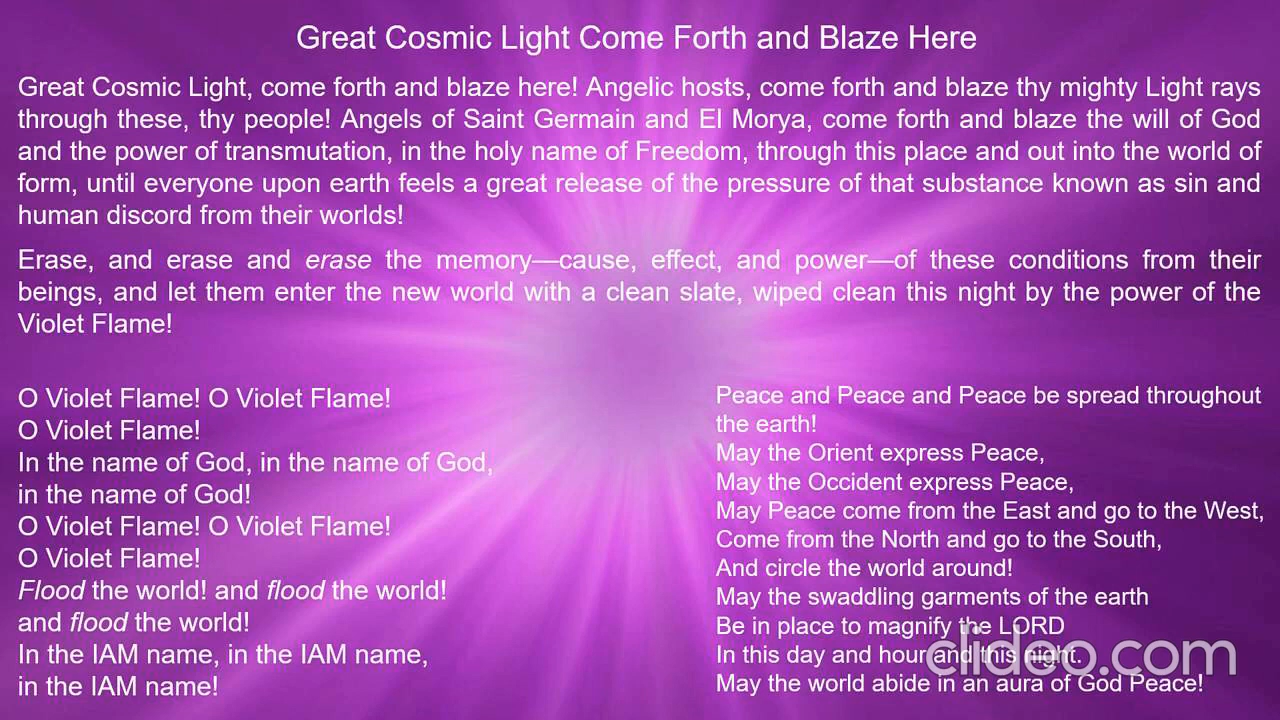 Great Cosmic Light Come Forth and Blaze Here
Great Cosmic Light, come forth and blaze here! Angelic hosts, come forth and blaze thy mighty Light rays
through these, thy people! Angels of Saint Germain and El Morya, come forth and blaze the will of God
and the power of transmutation, in the holy name of Freedom, through this place and out into the world of
form, until everyone upon earth feels a great release of the pressure of that substance known as sin and
human discord from their worlds!
Erase, and erase and erase the memory—cause, effect, and power—of these conditions from their
beings, and let them enter the new world with a clean slate, wiped clean this night by the power of the
Violet Flame!
O Violet Flame! O Violet Flame!
O Violet Flame!
In the name of God, in the name of God,
in the name of God!
O Violet Flame! O Violet Flame!
O Violet Flame!
Flood the world! and flood the world!
and flood the world!
In the IAM name, in the IAM name,
in the IAM name!
Peace and Peace and Peace be spread throughout
the earth!
May the Orient express Peace,
May the Occident express Peace,
May Peace come from the East and go to the West,
Come from the North and go to the South,
And circle the world around!
May the swaddling garments of the earth
Be in place to magnify the LORD
In this day and hour and this night.
May the world abide in an aura of God Peace!
clideo.com